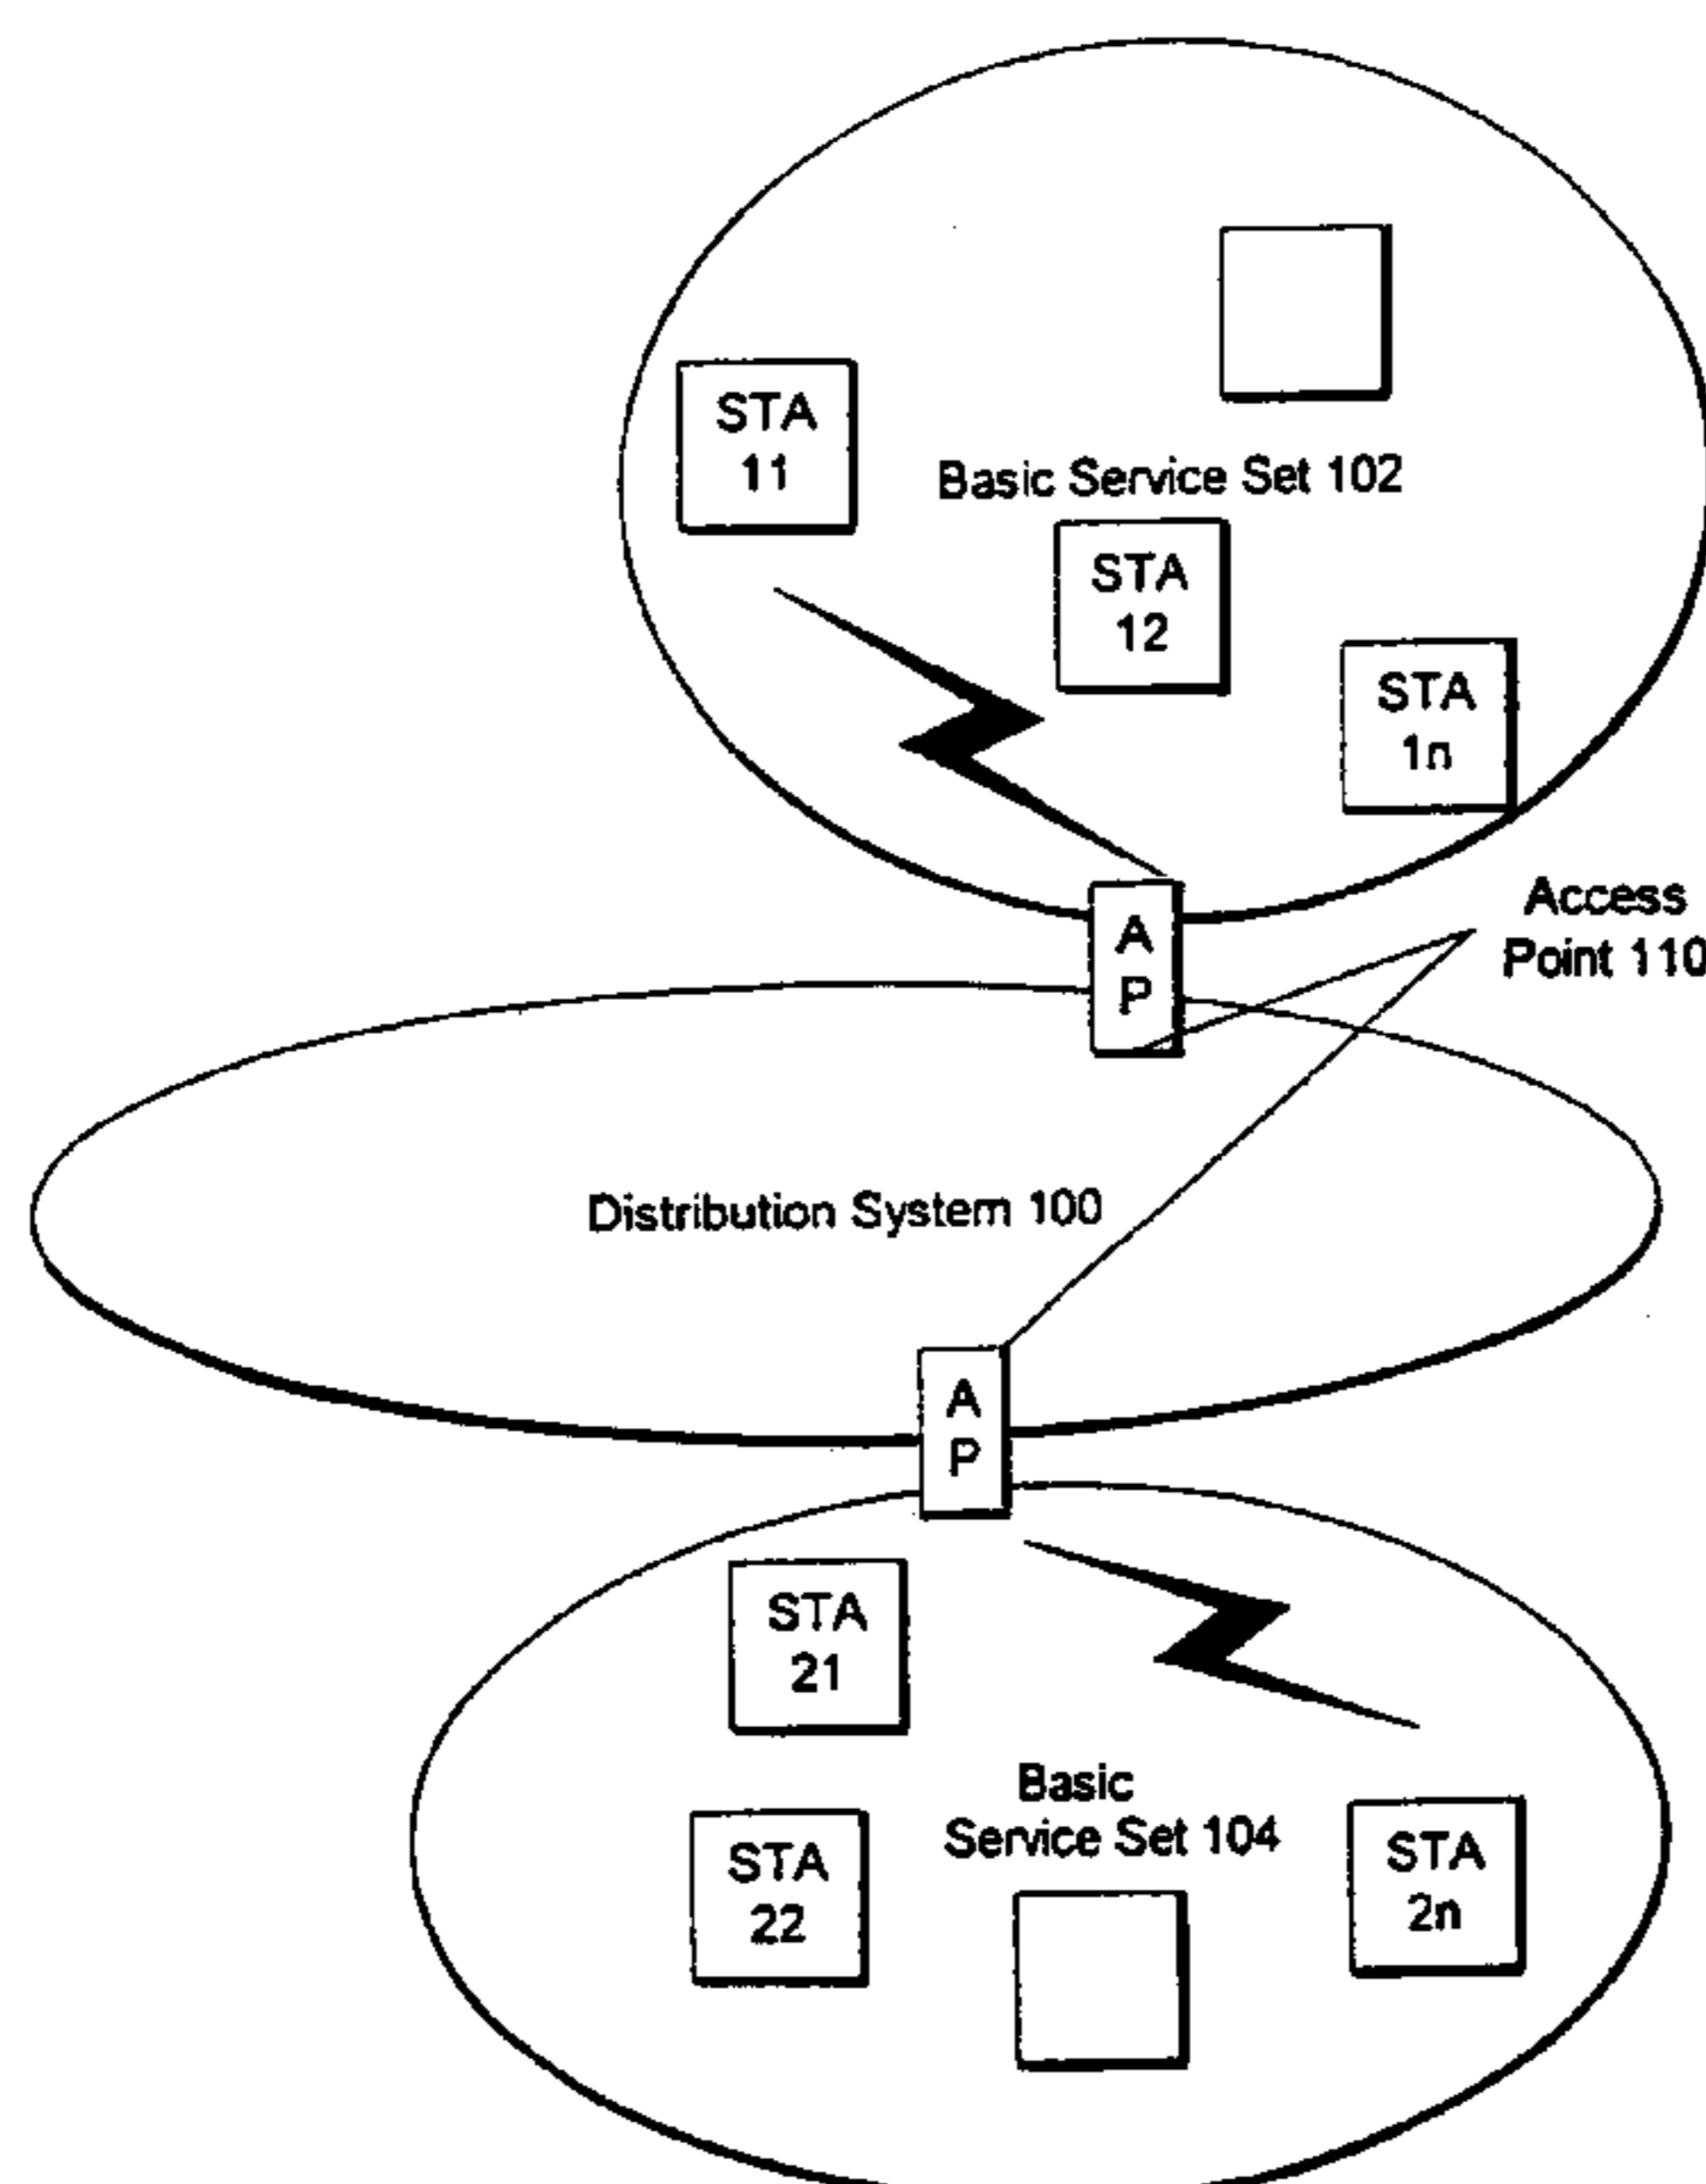 STA
11
Basic Service Set 102
STA
12
STA
1n
Access
Point 110
A
P
Distribution System 100
A
P
STA
21
Basic
Service Set 104
STA
22
STA
2n